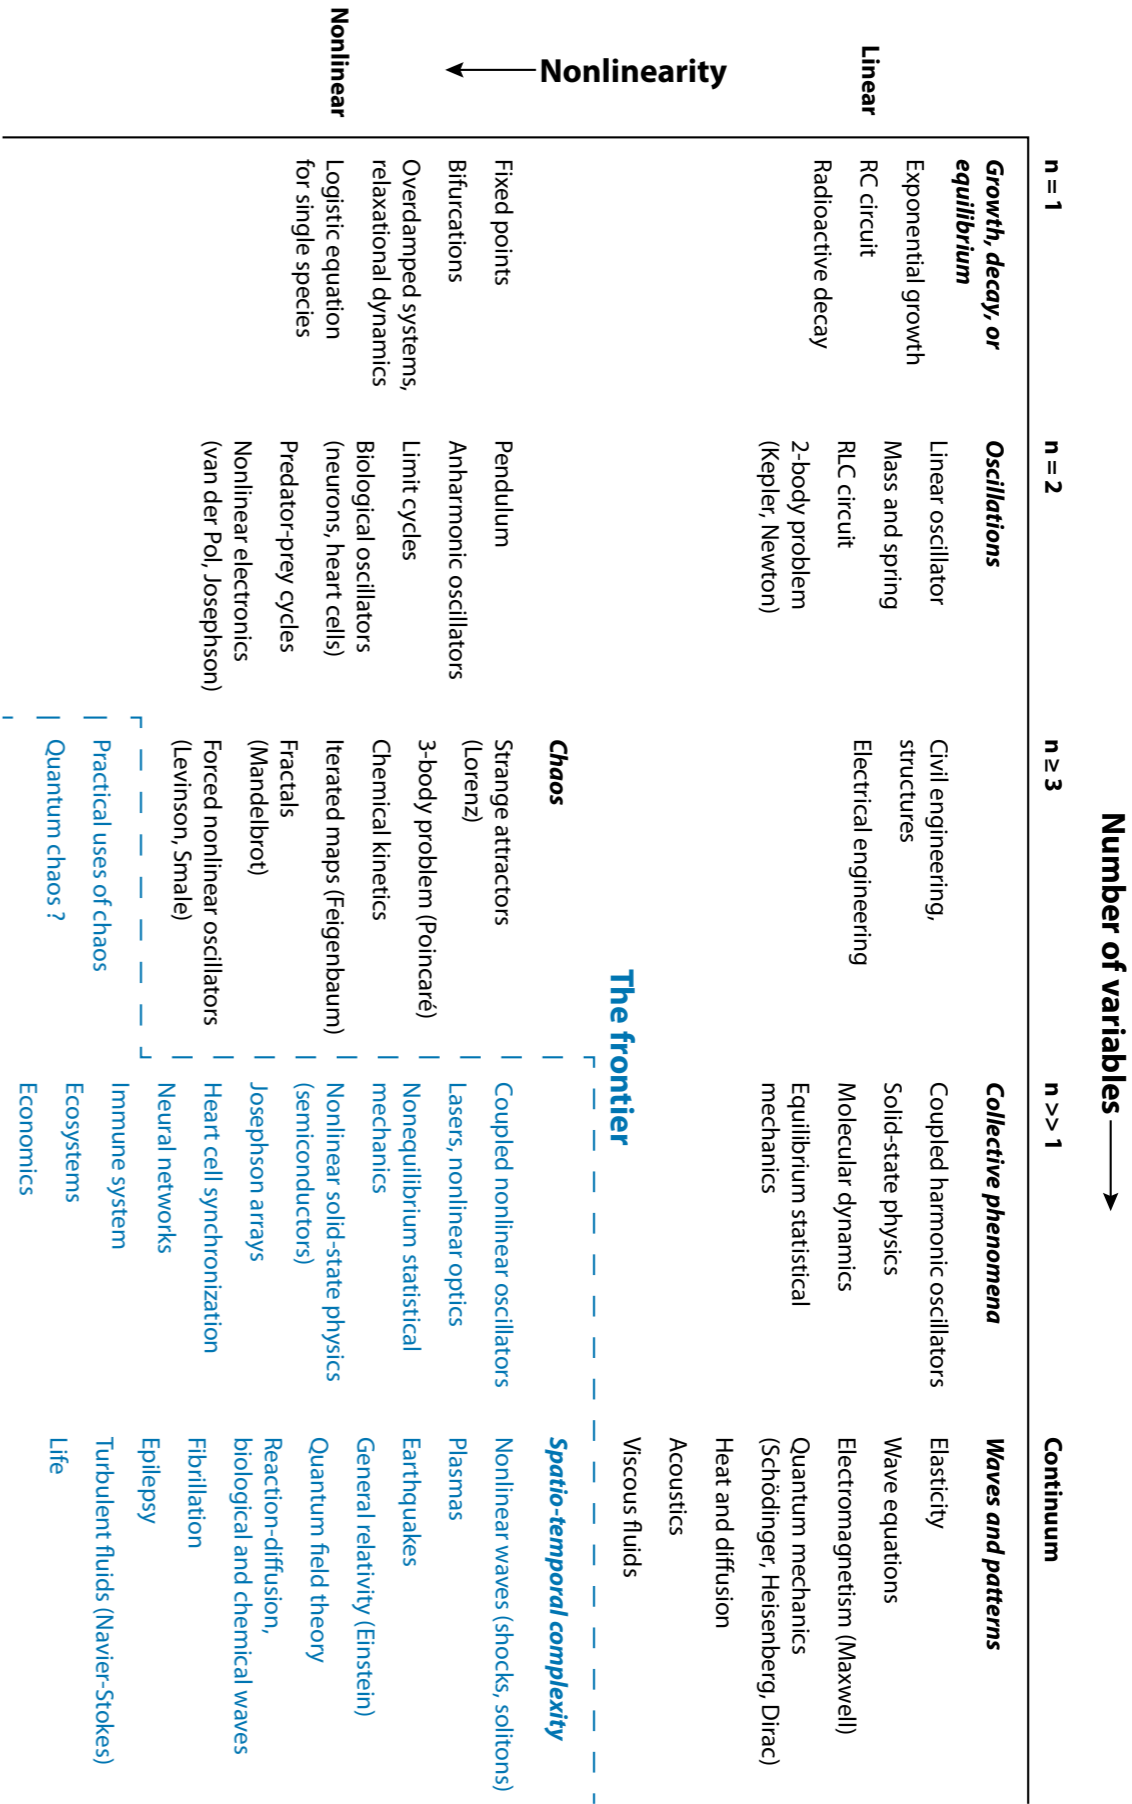 Number of variables
n = 1
n = 2
n ≥ 3
n >> 1
Continuum
Nonlinearity
Linear
Growth, decay, or
equilibrium
Exponential growth
RC circuit
Radioactive decay
Oscillations
Linear oscillator
Mass and spring
RLC circuit
2-body problem
(Kepler, Newton)
Civil engineering,
structures
Electrical engineering
Collective phenomena
Coupled harmonic oscillators
Solid-state physics
Molecular dynamics
Equilibrium statistical
mechanics
Waves and patterns
Elasticity
Wave equations
Electromagnetism (Maxwell)
Quantum mechanics
(Schödinger, Heisenberg, Dirac)
Heat and diffusion
Acoustics
Viscous fluids
The frontier
Nonlinear
Fixed points
Bifurcations
Overdamped systems,
relaxational dynamics
Logistic equation
for single species
Pendulum
Anharmonic oscillators
Limit cycles
Biological oscillators
(neurons, heart cells)
Predator-prey cycles
Nonlinear electronics
(van der Pol, Josephson)
Chaos
Strange attractors
(Lorenz)
3-body problem (Poincaré)
Chemical kinetics
Iterated maps (Feigenbaum)
Fractals
(Mandelbrot)
Forced nonlinear oscillators
(Levinson, Smale)
Practical uses of chaos
Quantum chaos ?
Coupled nonlinear oscillators
Lasers, nonlinear optics
Nonequilibrium statistical
mechanics
Nonlinear solid-state physics
(semiconductors)
Josephson arrays
Heart cell synchronization
Neural networks
Immune system
Ecosystems
Economics
Spatio-temporal complexity
Nonlinear waves (shocks, solitons)
Plasmas
Earthquakes
General relativity (Einstein)
Quantum field theory
Reaction-diffusion,
biological and chemical waves
Fibrillation
Epilepsy
Turbulent fluids (Navier-Stokes)
Life